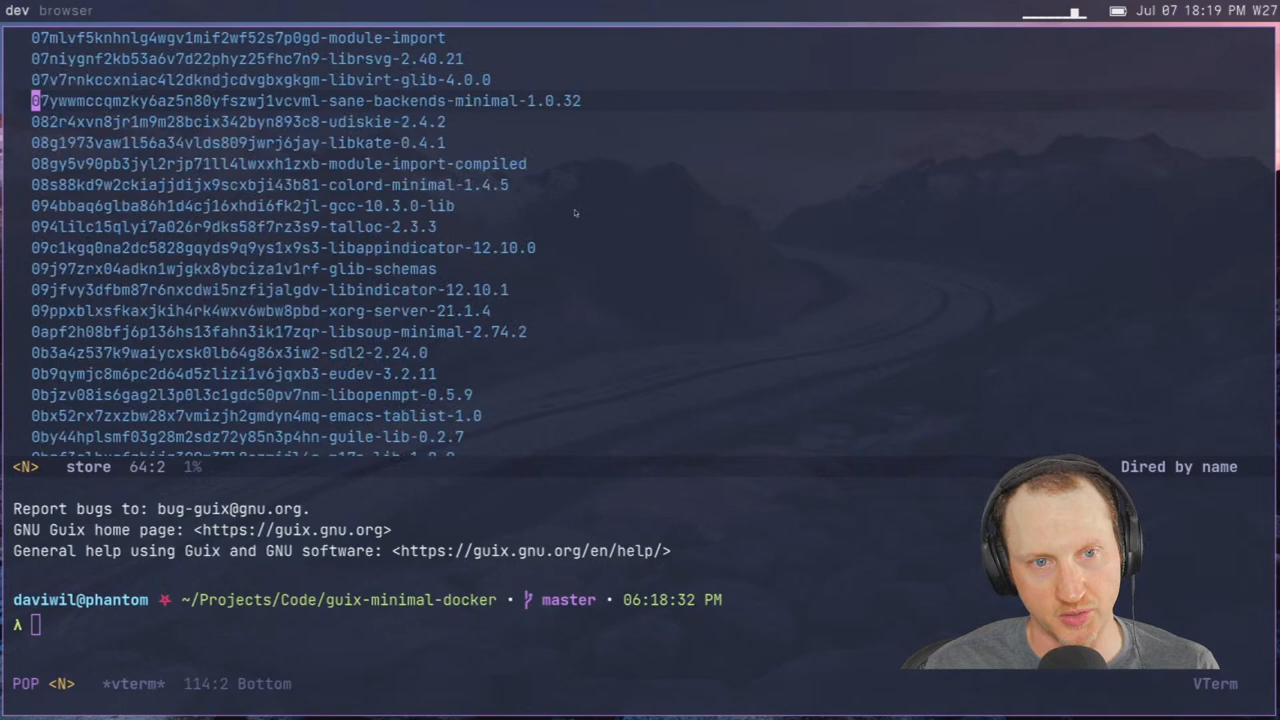 dev browser Jul 07 18:19 PM W27
07mlvf5knhnlg4wgv1mif2wf52s7p0gd-module-import
07niygnf2kb53a6v7d22phyz25fhc7n9-librsvg-2.40.21
07v7rnkccxniac4l2dkndjcdvgbxgkgm-libvirt-glib-4.0.0
07ywwmccqmzky6az5n80yfszwj1vcvml-sane-backends-minimal-1.0.32
082r4xvn8jr1m9m28bcix342byn893c8-udiskie-2.4.2
08g1973vaw1l56a34vlds809jwrj6jay-libkate-0.4.1
08gy5v90pb3jyl2rjp71ll4lwxxh1zxb-module-import-compiled
08s88kd9w2ckiajjdijx9scxbji43b81-colord-minimal-1.4.5
094bbaq6glba86h1d4cj16xhdi6fk2jl-gcc-10.3.0-lib
094lilc15qlyi7a026r9dks58f7rz3s9-talloc-2.3.3
09c1kgq0na2dc5828gqyds9q9ys1x9s3-libappindicator-12.10.0
09j97zrx04adkn1wjgkx8ybciza1v1rf-glib-schemas
09jfvy3dfbm87r6nxcdwi5nzfijalgdv-libindicator-12.10.1
09ppxblxsfkaxjkih4rk4wxv6wbw8pbd-xorg-server-21.1.4
0apf2h08bfj6p136hs13fahn3ik17zqr-libsoup-minimal-2.74.2
0b3a4z537k9waiycxsk0lb64g86x3iw2-sdl2-2.24.0
0b9qymjc8m6pc2d64d5zlizi1v6jqxb3-eudev-3.2.11
0bjzv08is6gag2l3p0l3c1gdc50pv7nm-libopenmpt-0.5.9
0bx52rx7zxzbw28x7vmizjh2gmdyn4mq-emacs-tablist-1.0
0by44hplsmf03g28m2sdz72y85n3p4hn-guile-lib-0.2.7
<N> store 64:2 1% Dired by name
Report bugs to: bug-guix@gnu.org.
GNU Guix home page: <https://guix.gnu.org>
General help using Guix and GNU software: <https://guix.gnu.org/en/help/>
daviwil@phantom ~/Projects/Code/guix-minimal-docker • master • 06:18:32 PM
λ
POP <N> *vterm* 114:2 Bottom VTerm